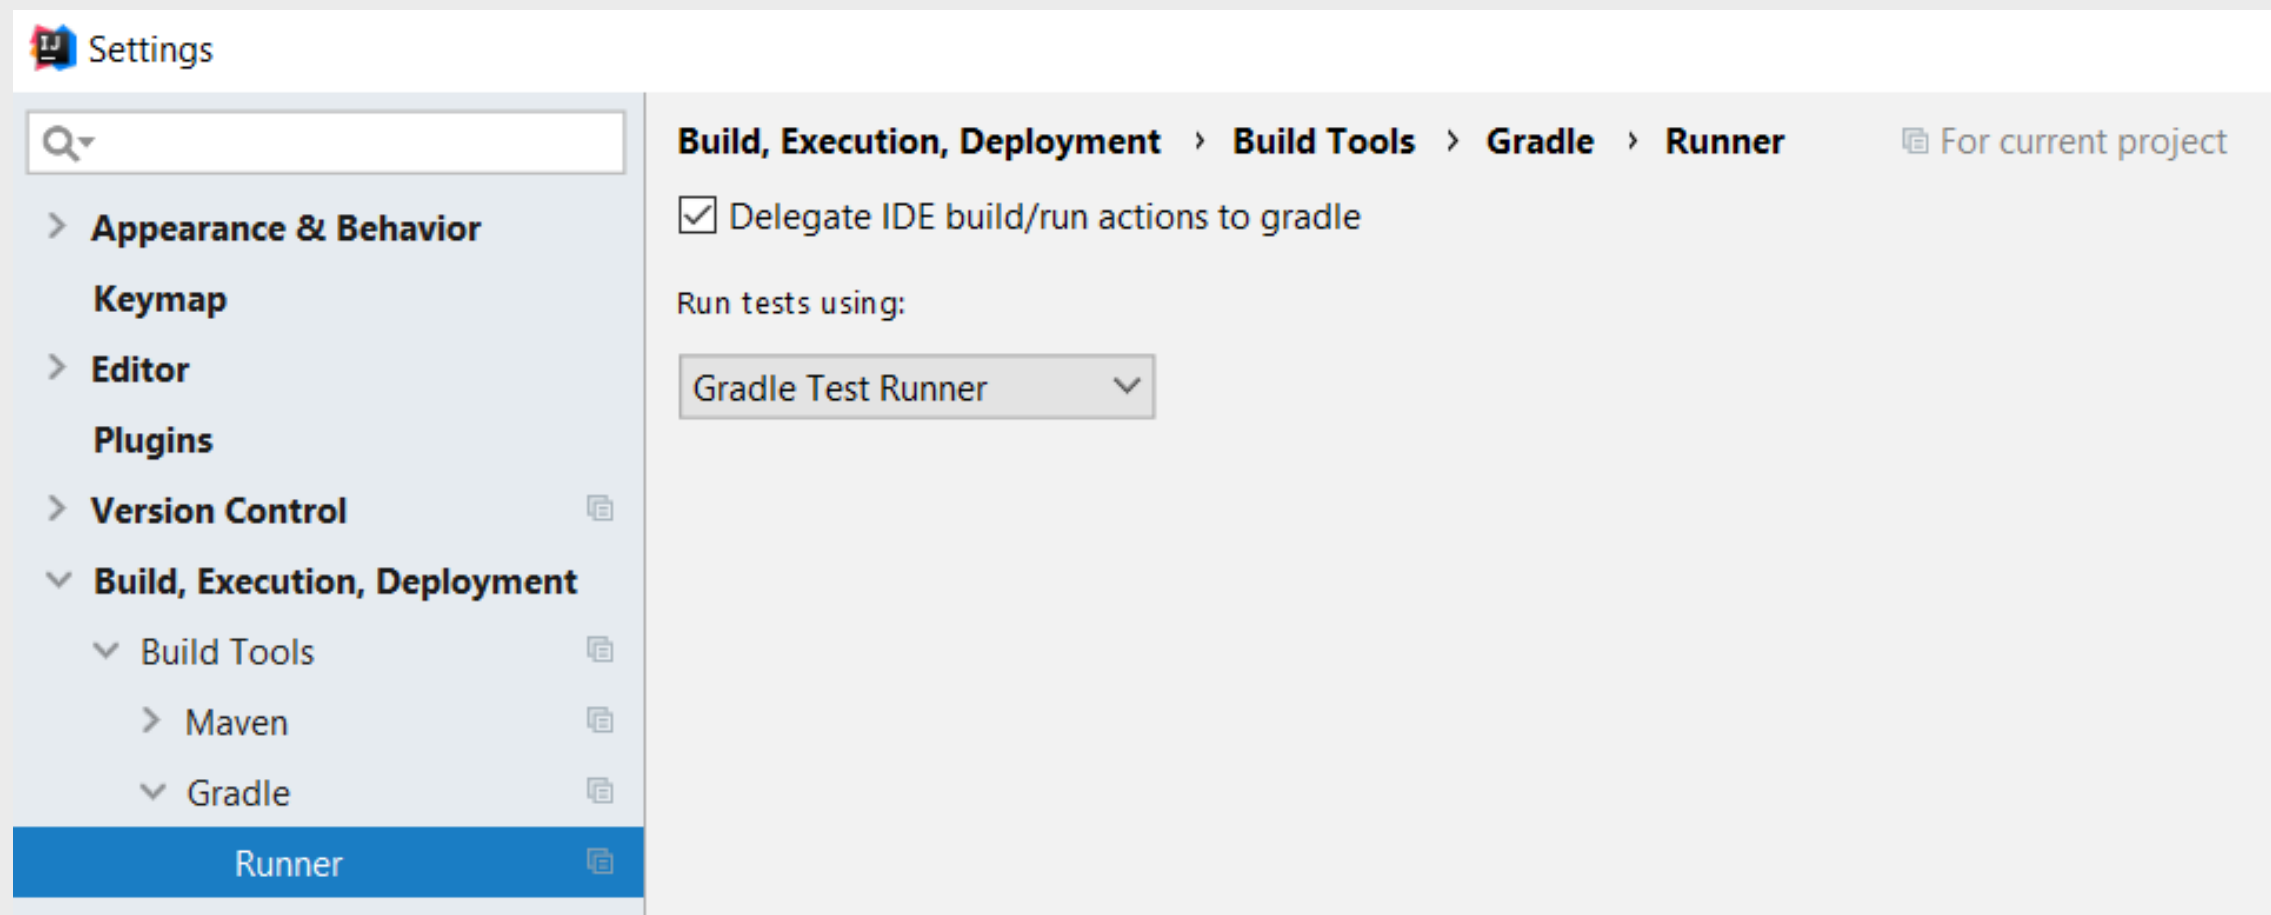 IJ
Settings
Build, Execution, Deployment › Build Tools › Gradle › Runner For current project
Delegate IDE build/run actions to gradle
Run tests using:
Gradle Test Runner
Appearance & Behavior
Keymap
Editor
Plugins
Version Control
Build, Execution, Deployment
Build Tools
Maven
Gradle
Runner